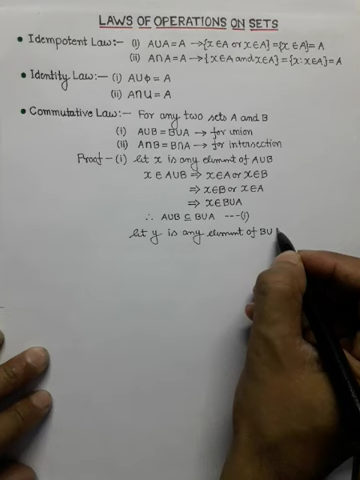 LAWS OF OPERATIONS ON SETS
• Idempotent Law:- (i) A∪A = A → {x∈A or x∈A} = {x∈A} = A
(ii) A∩A = A → {x∈A and x∈A} = {x: x∈A} = A
• Identity Law:- (i) A∪Φ = A
(ii) A∩U = A
• Commutative Law:- For any two sets A and B
(i) A∪B = B∪A → for union
(ii) A∩B = B∩A → for intersection
Proof - (i) let x is any element of A∪B
x ∈ A∪B ⇒ x∈A or x∈B
⇒ x∈B or x∈A
⇒ x∈B∪A
∴ A∪B ⊆ B∪A ---(i)
let y is any element of B∪